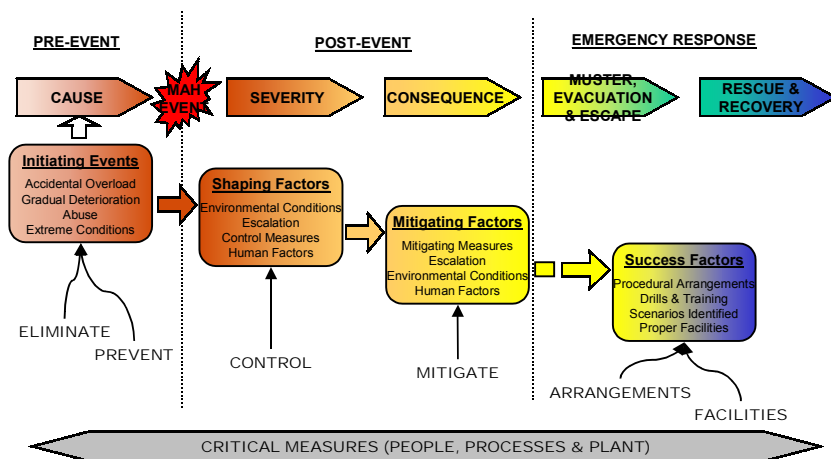 PRE-EVENT
POST-EVENT
EMERGENCY RESPONSE
CAUSE
MAH
EVENT
SEVERITY
CONSEQUENCE
MUSTER,
EVACUATION
& ESCAPE
RESCUE &
RECOVERY
Initiating Events
Accidental Overload
Gradual Deterioration
Abuse
Extreme Conditions
Shaping Factors
Environmental Conditions
Escalation
Control Measures
Human Factors
Mitigating Factors
Mitigating Measures
Escalation
Environmental Conditions
Human Factors
Success Factors
Procedural Arrangements
Drills & Training
Scenarios Identified
Proper Facilities
ELIMINATE
PREVENT
CONTROL
MITIGATE
ARRANGEMENTS
FACILITIES
CRITICAL MEASURES (PEOPLE, PROCESSES & PLANT)